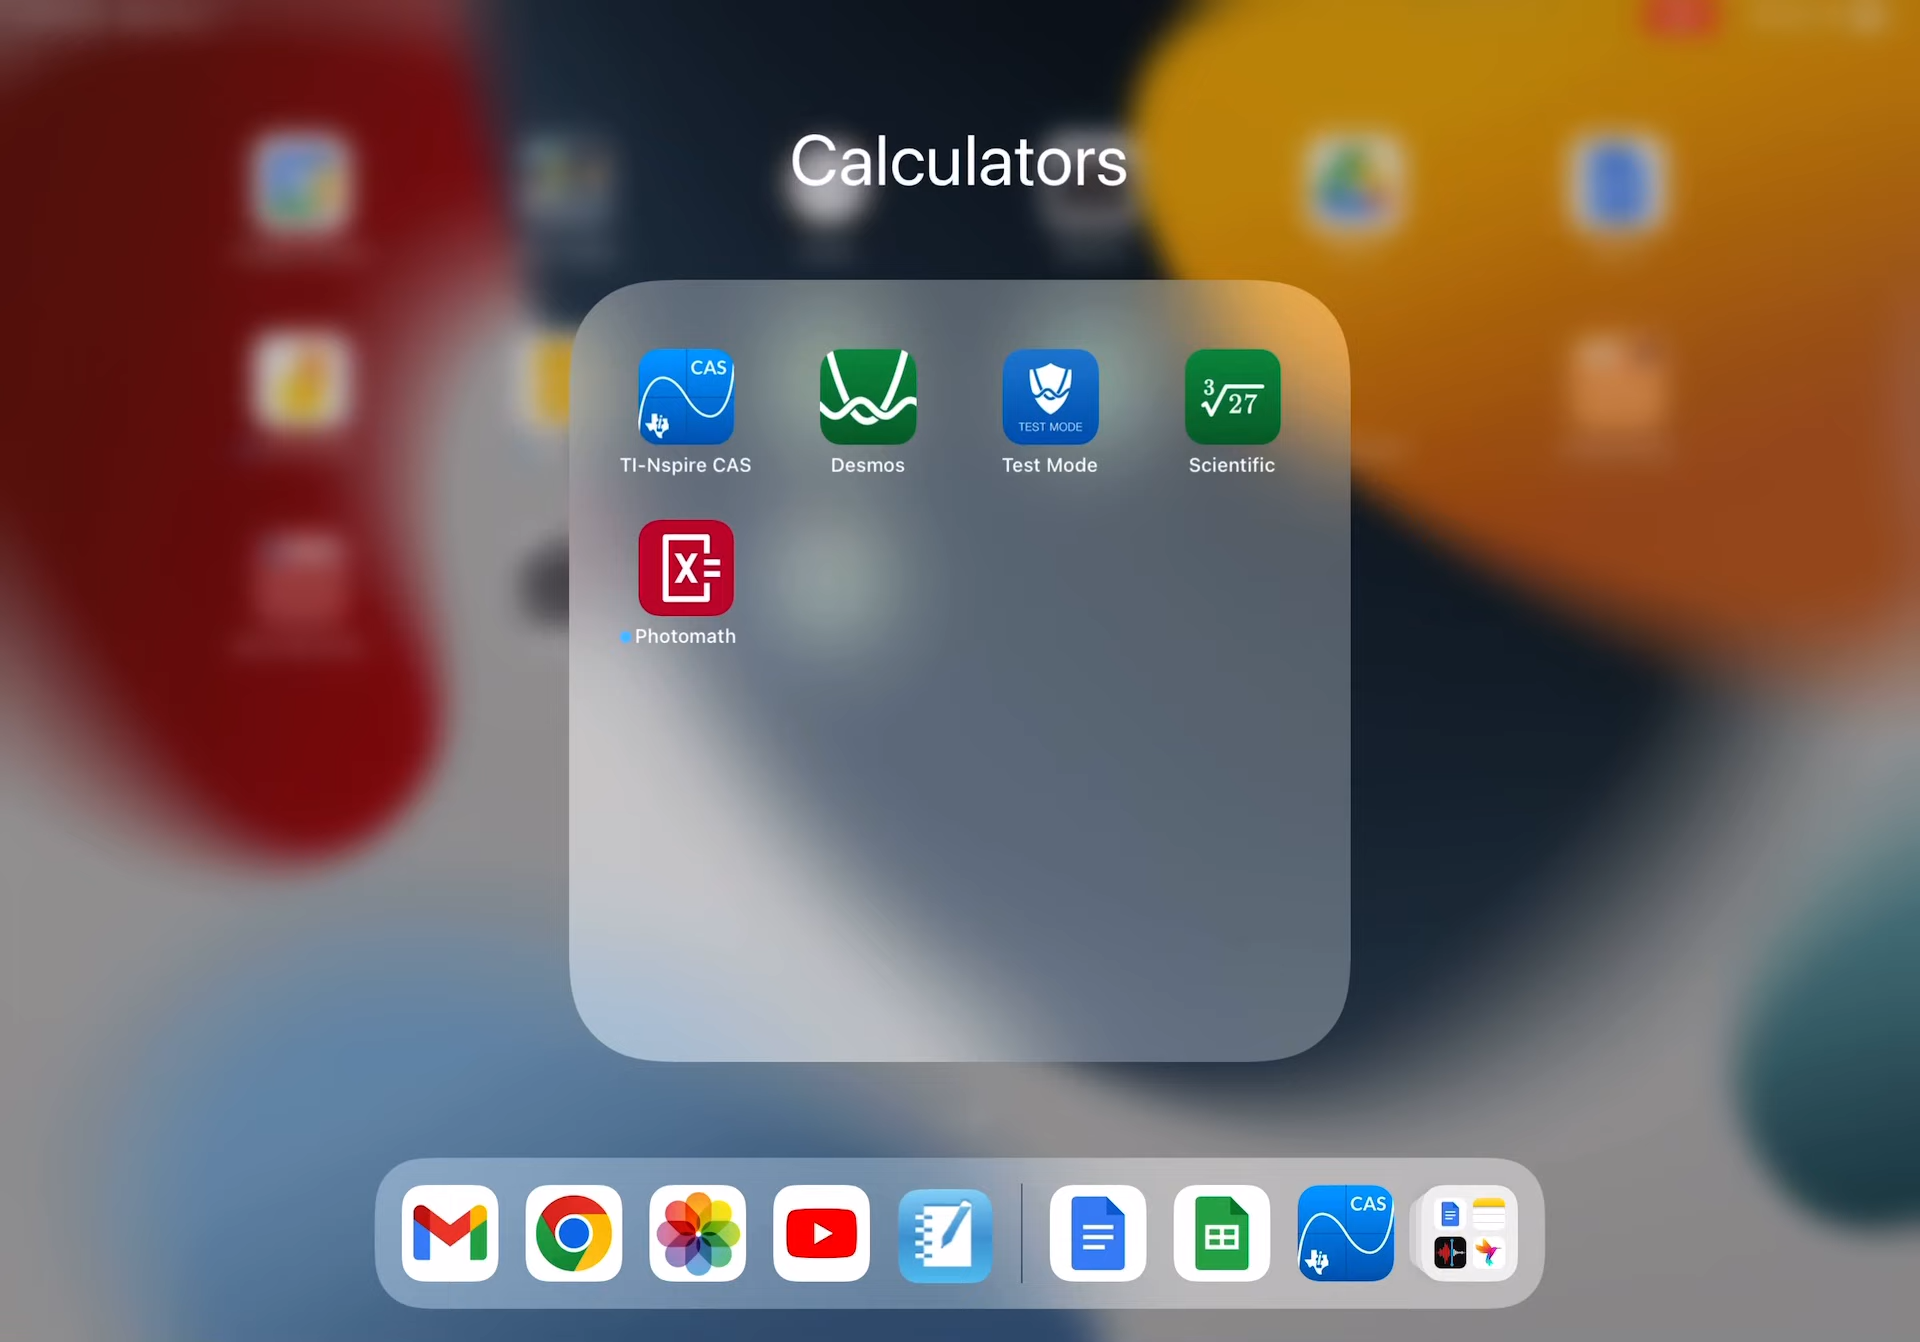 Calculators
CAS
TEST MODE
3√27
TI-Nspire CAS
Desmos
Test Mode
Scientific
X=
Photomath
CAS